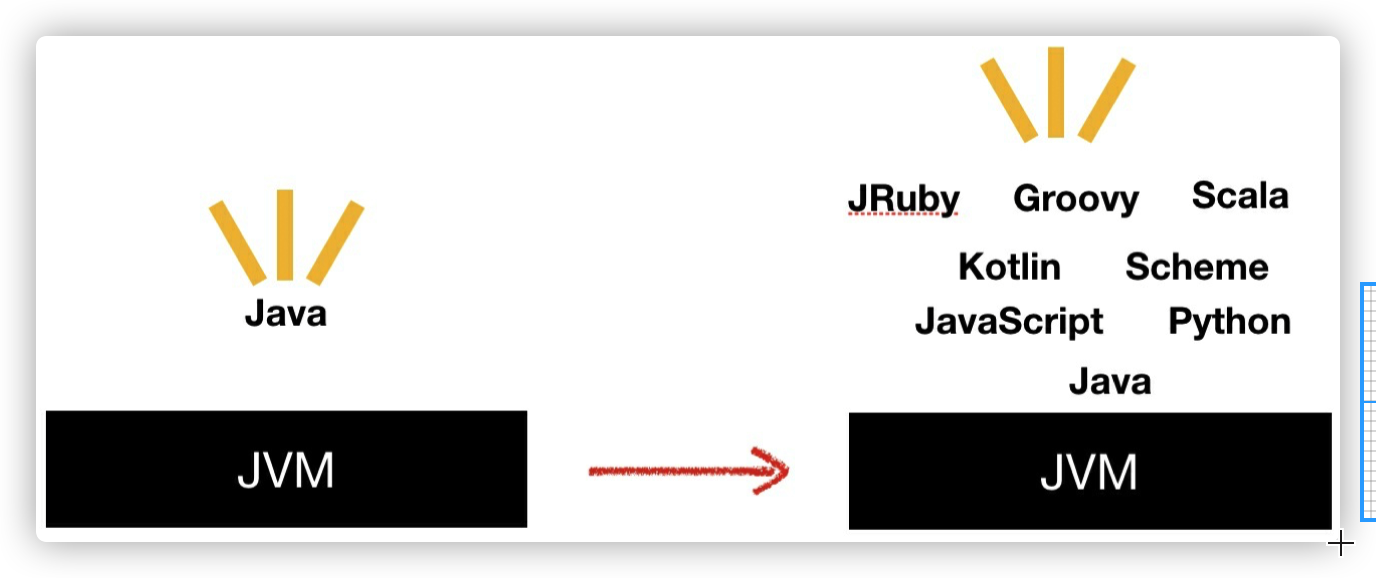 Java
JVM
JRuby Groovy Scala
Kotlin Scheme
JavaScript Python
Java
JVM